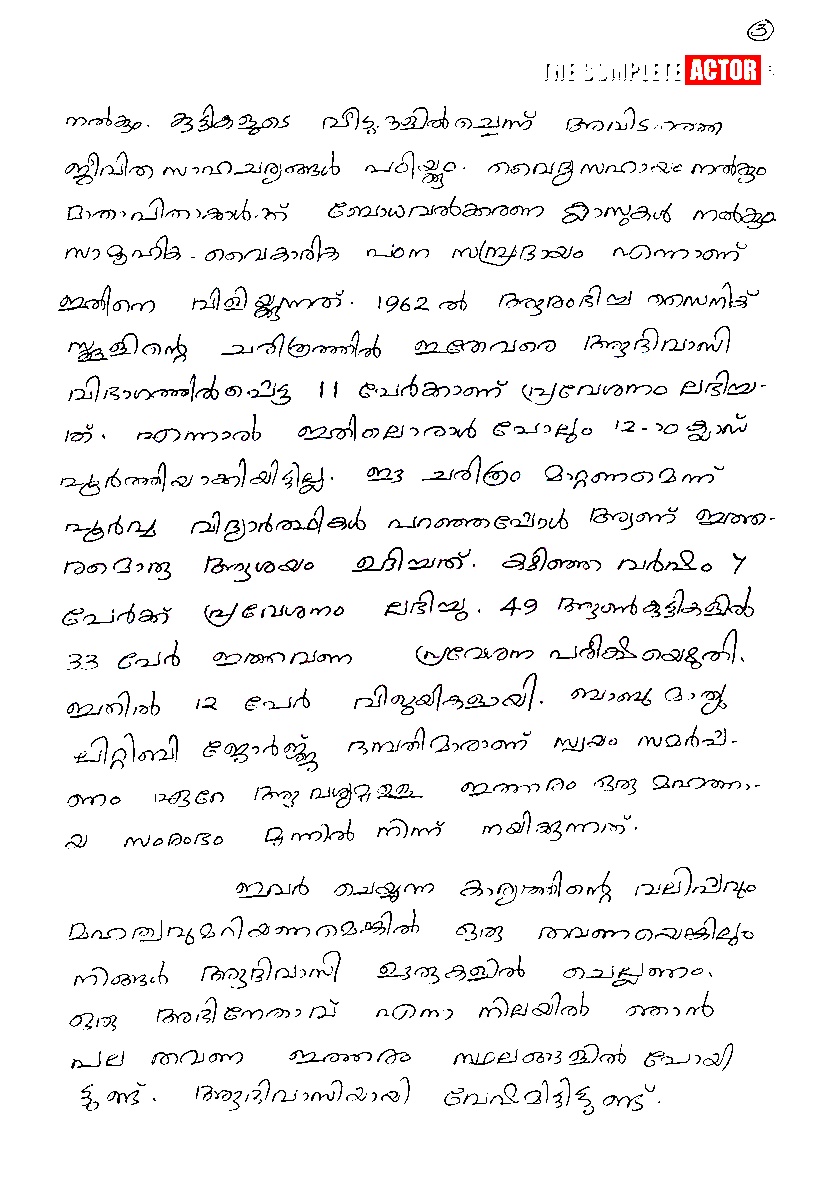 3
THE COMPLETE ACTOR
നൽകും. കുട്ടികളുടെ വീടുകളിൽചെന്ന് അവിടത്തെ
ജീവിത സാഹചര്യങ്ങൾ പഠിയ്ക്കും. വൈദ്യസഹായം നൽകും
മാതാപിതാക്കൾക്ക് ബോധവൽക്കരണ ക്ലാസുകൾ നൽകും
സാമൂഹിക-വൈകാരിക പഠന സമ്പ്രദായം എന്നാണ്
ഇതിനെ വിളിയ്ക്കുന്നത്. 1962 ൽ ആരംഭിച്ച സൈനിക്
സ്കൂളിന്റെ ചരിത്രത്തിൽ ഇതേവരെ ആദിവാസി
വിഭാഗത്തിൽപ്പെട്ട 11 പേർക്കാണ് പ്രവേശനം ലഭിച്ച-
ത്. എന്നാൽ ഇതിലൊരാൾ പോലും 12-ാം ക്ലാസ്
പൂർത്തിയാക്കിയിട്ടില്ല. ഈ ചരിത്രം മാറ്റണമെന്ന്
പൂർവ്വ വിദ്യാർത്ഥികൾ പറഞ്ഞപ്പോൾ ആണ് ഇത്ത-
രമൊരു ആശയം ഉദിച്ചത്. കഴിഞ്ഞ വർഷം 7
പേർക്ക് പ്രവേശനം ലഭിച്ചു. 49 ആൺകുട്ടികളിൽ
33 പേർ ഇത്തവണ പ്രവേശന പരീക്ഷയെഴുതി.
ഇതിൽ 12 പേർ വിജയികളായി. ബാബു മാത്യു
ലിറ്റിബി ജോർജ്ജ് ദമ്പതിമാരാണ് സ്വയം സമർപ്പ-
ണം ഏറെ ആവശ്യമുള്ള ഇത്തരം ഒരു മഹത്താ-
യ സംരംഭം മുന്നിൽ നിന്ന് നയിക്കുന്നത്.
ഇവർ ചെയ്യുന്ന കാര്യത്തിന്റെ വലിപ്പവും
മഹത്വവുമറിയണമെങ്കിൽ ഒരു തവണയെങ്കിലും
നിങ്ങൾ ആദിവാസി ഊരുകളിൽ ചെല്ലണം.
ഒരു അഭിനേതാവ് എന്ന നിലയിൽ ഞാൻ
പല തവണ ഇത്തരം സ്ഥലങ്ങളിൽ പോയി
ട്ടുണ്ട്. ആദിവാസിയായി വേഷമിട്ടിട്ടുണ്ട്.